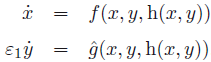 ẋ = f(x, y, h(x, y))
ε₁ẏ = ĝ(x, y, h(x, y))